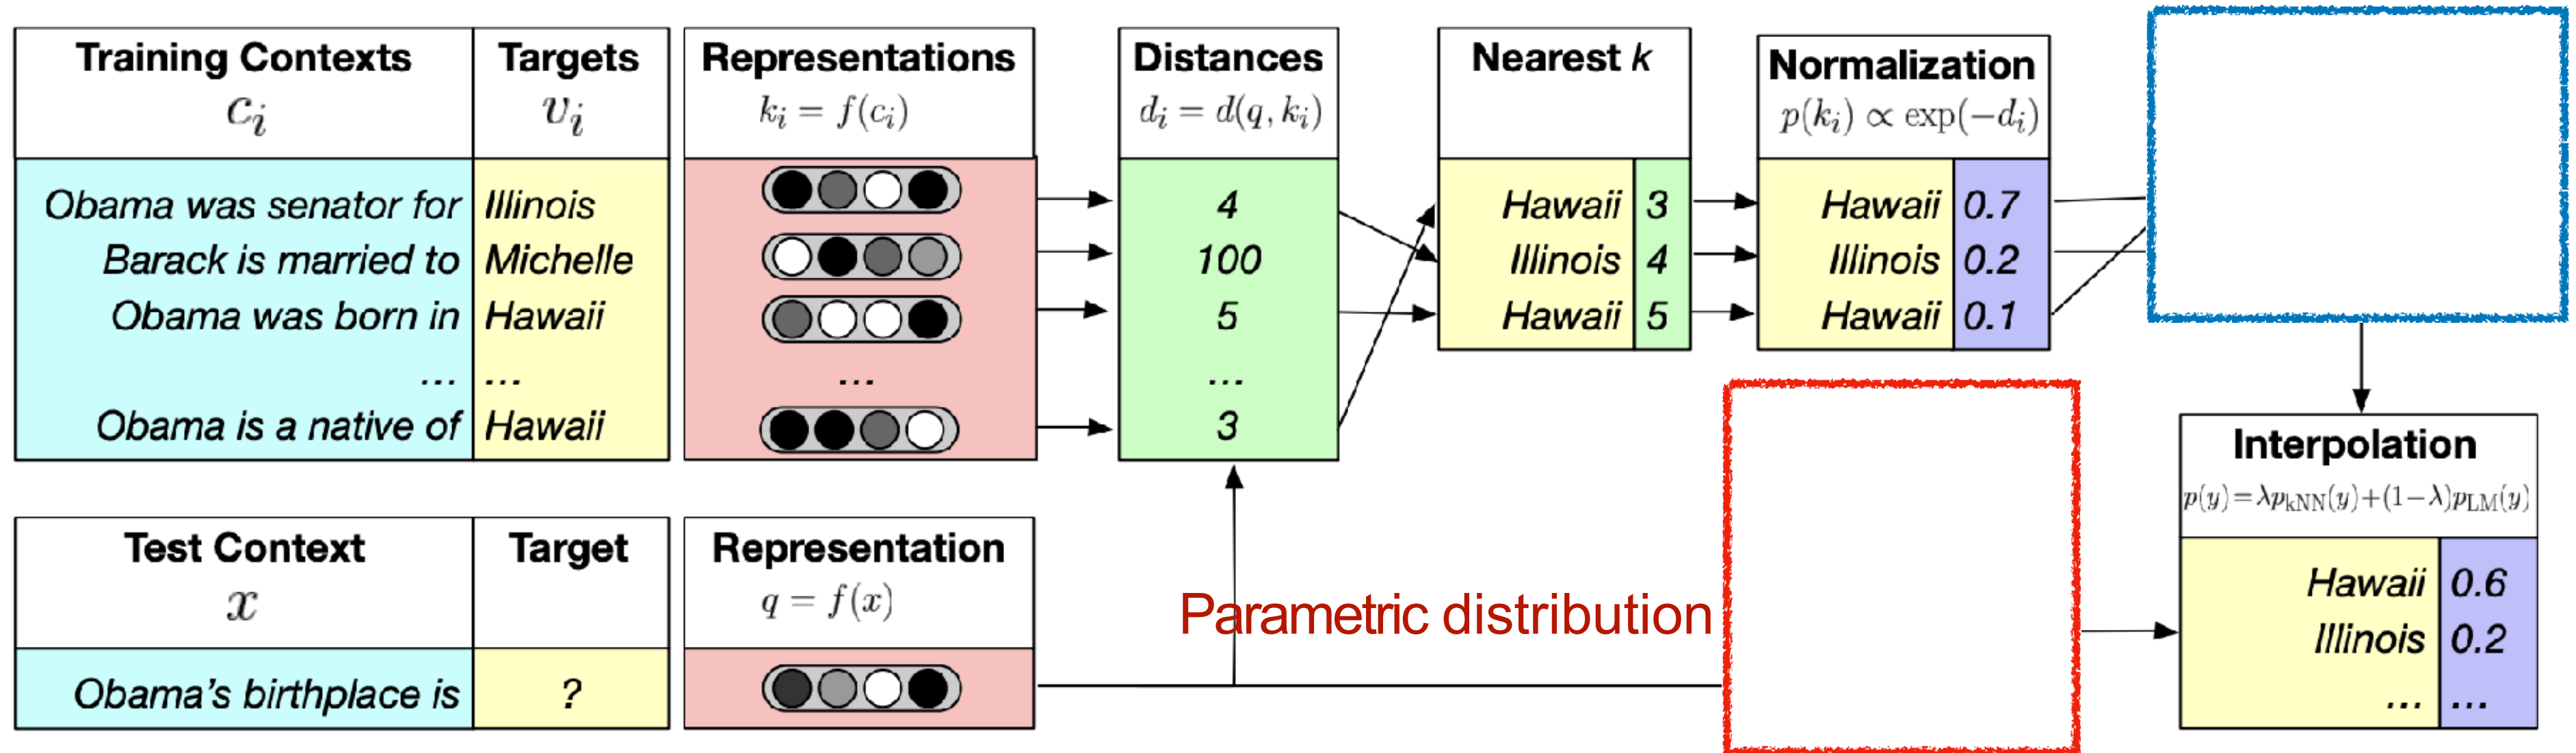 Training Contexts
c_i
Targets
v_i
Obama was senator for Illinois
Barack is married to Michelle
Obama was born in Hawaii
... ...
Obama is a native of Hawaii
Representations
k_i = f(c_i)
...
Distances
d_i = d(q, k_i)
4
100
5
...
3
Nearest k
Hawaii 3
Illinois 4
Hawaii 5
Normalization
p(k_i) ∝ exp(−d_i)
Hawaii 0.7
Illinois 0.2
Hawaii 0.1
Test Context
x
Target
Obama's birthplace is ?
Representation
q = f(x)
Parametric distribution
Interpolation
p(y) = λp_kNN(y) + (1−λ)p_LM(y)
Hawaii 0.6
Illinois 0.2
... ...